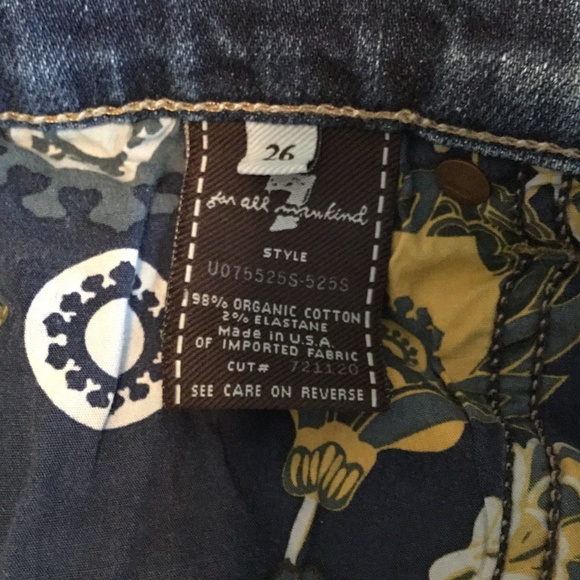 26
7
for all mankind
STYLE
U075525S-525S
98% ORGANIC COTTON
2% ELASTANE
Made in U.S.A.
OF IMPORTED FABRIC
CUT# 721120
SEE CARE ON REVERSE